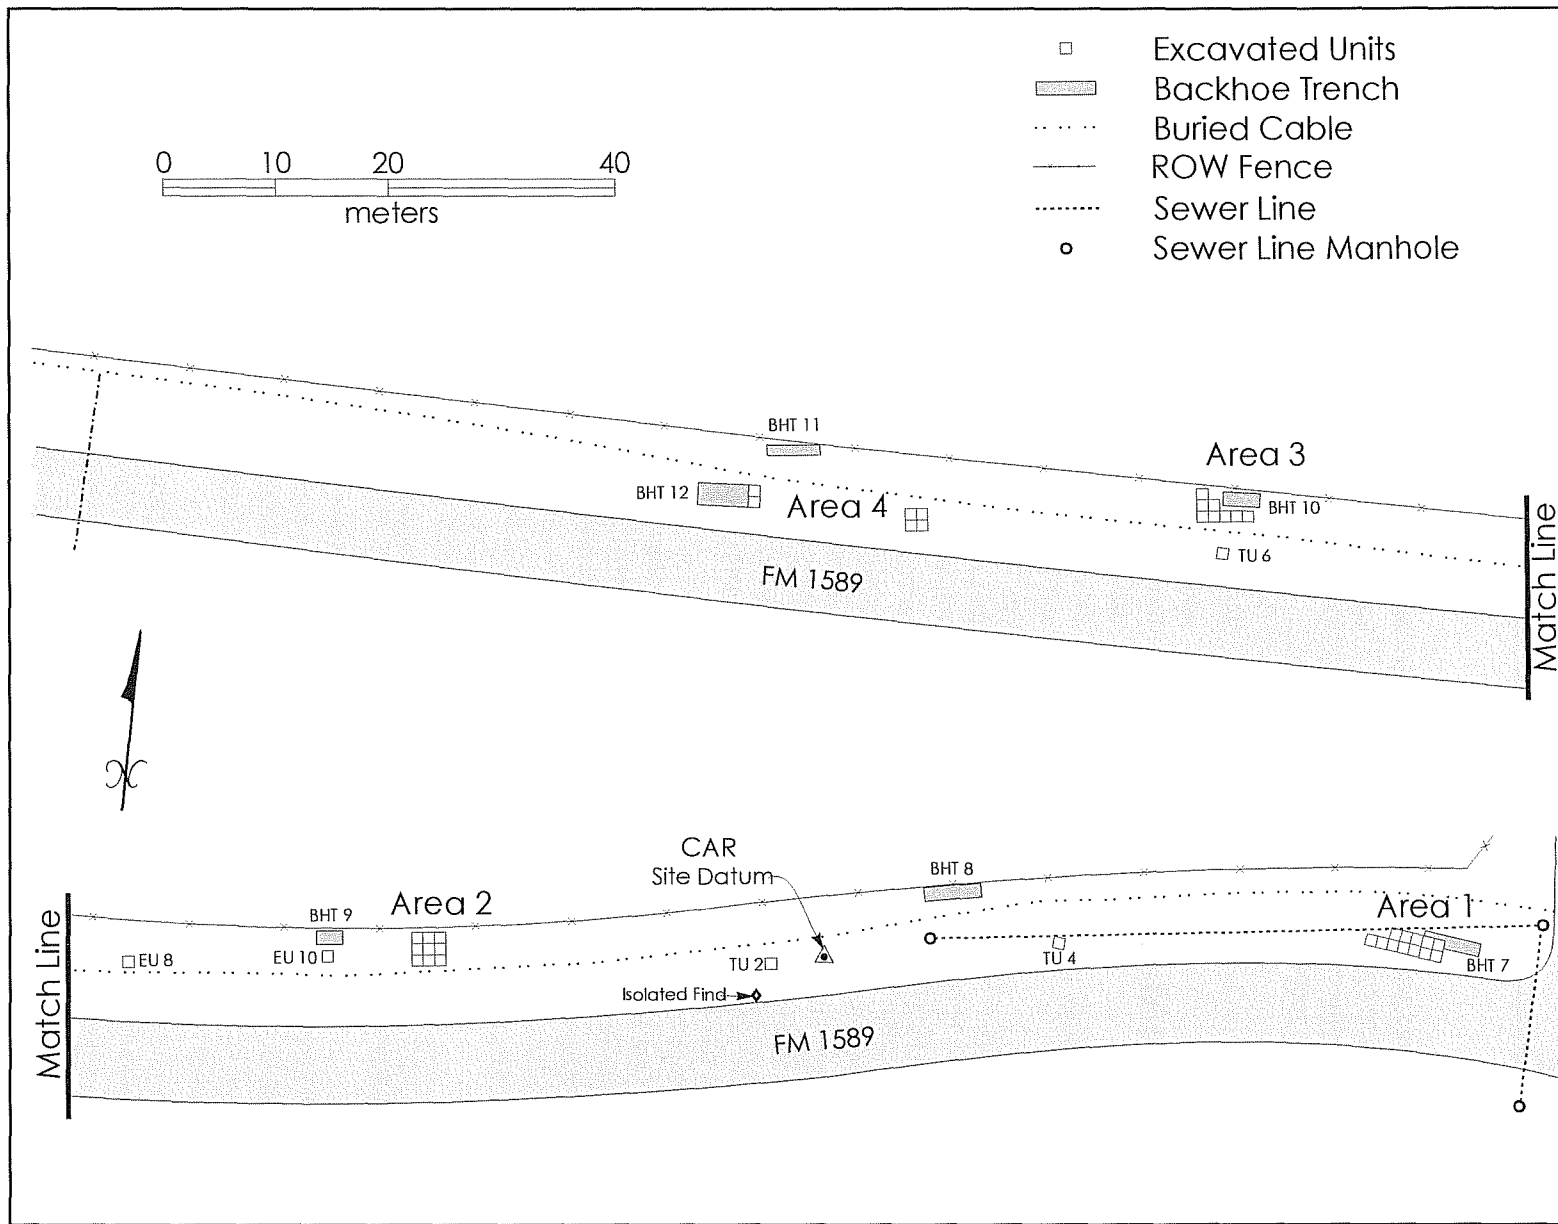 Excavated Units
Backhoe Trench
Buried Cable
ROW Fence
Sewer Line
Sewer Line Manhole
0 10 20 40
meters
BHT 11
Area 3
BHT 12
Area 4
BHT 10
TU 6
FM 1589
Match Line
CAR
Site Datum
BHT 8
Area 2
Area 1
BHT 9
EU 8
EU 10
TU 2
TU 4
BHT 7
Isolated Find
FM 1589
Match Line